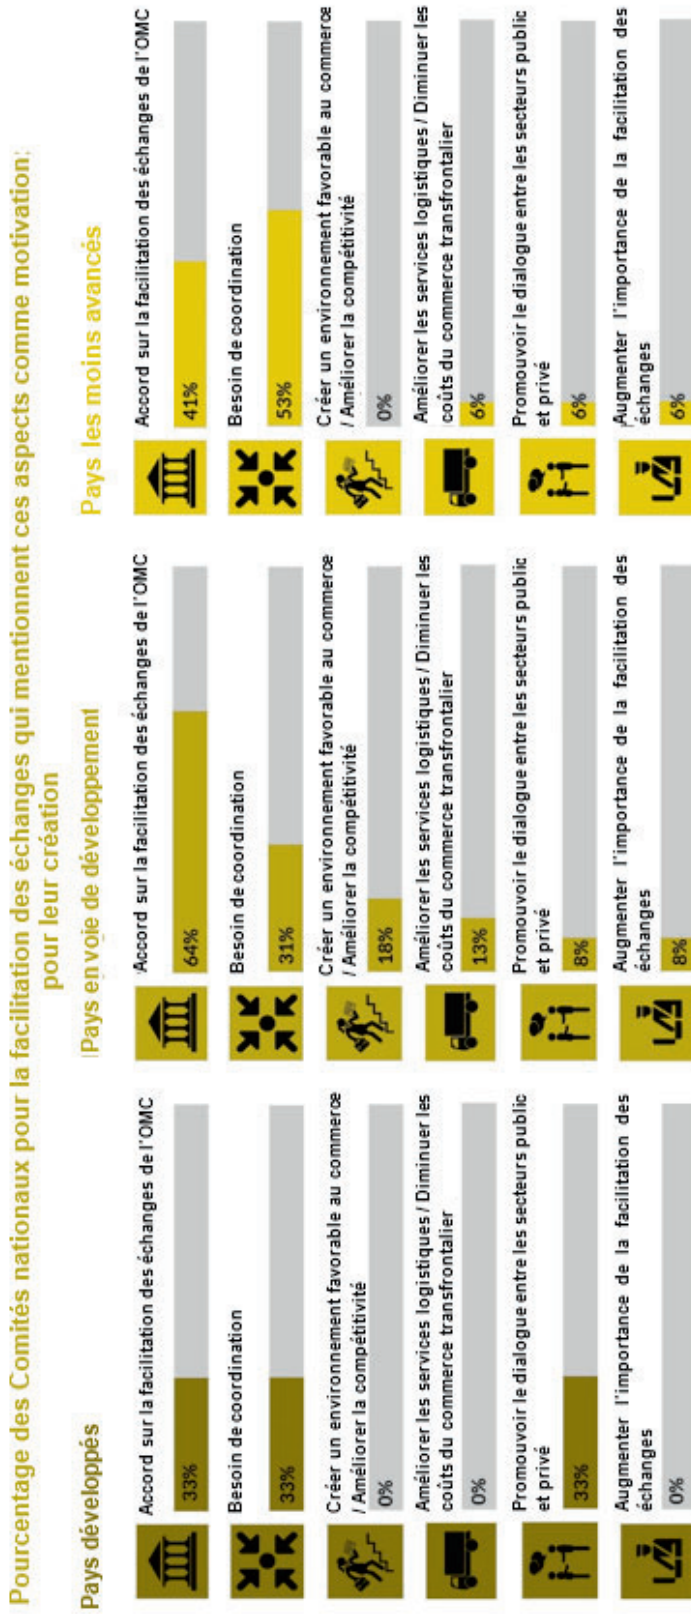 Pourcentage des Comités nationaux pour la facilitation des échanges qui mentionnent ces aspects comme motivation:
pour leur création
Pays développés
Accord sur la facilitation des échanges de l'OMC
33%
Besoin de coordination
33%
Créer un environnement favorable au commerce
/ Améliorer la compétitivité
0%
Améliorer les services logistiques / Diminuer les
coûts du commerce transfrontalier
0%
Promouvoir le dialogue entre les secteurs public
et privé
33%
Augmenter l'importance de la facilitation des
échanges
0%
Pays en voie de développement
Accord sur la facilitation des échanges de l'OMC
64%
Besoin de coordination
31%
Créer un environnement favorable au commerce
/ Améliorer la compétitivité
18%
Améliorer les services logistiques / Diminuer les
coûts du commerce transfrontalier
13%
Promouvoir le dialogue entre les secteurs public
et privé
8%
Augmenter l'importance de la facilitation des
échanges
8%
Pays les moins avancés
Accord sur la facilitation des échanges de l'OMC
41%
Besoin de coordination
53%
Créer un environnement favorable au commerce
/ Améliorer la compétitivité
0%
Améliorer les services logistiques / Diminuer les
coûts du commerce transfrontalier
6%
Promouvoir le dialogue entre les secteurs public
et privé
6%
Augmenter l'importance de la facilitation des
échanges
6%